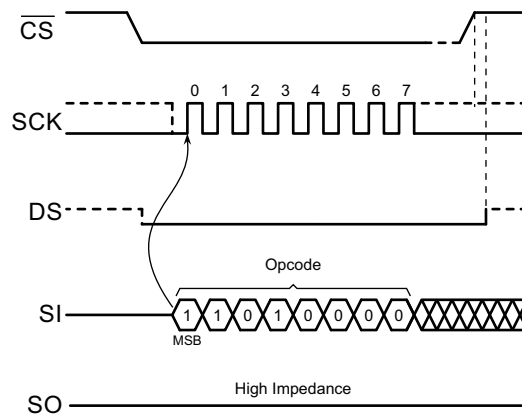 CS
0 1 2 3 4 5 6 7
SCK
DS
Opcode
SI 1 1 0 1 0 0 0 0
MSB
High Impedance
SO